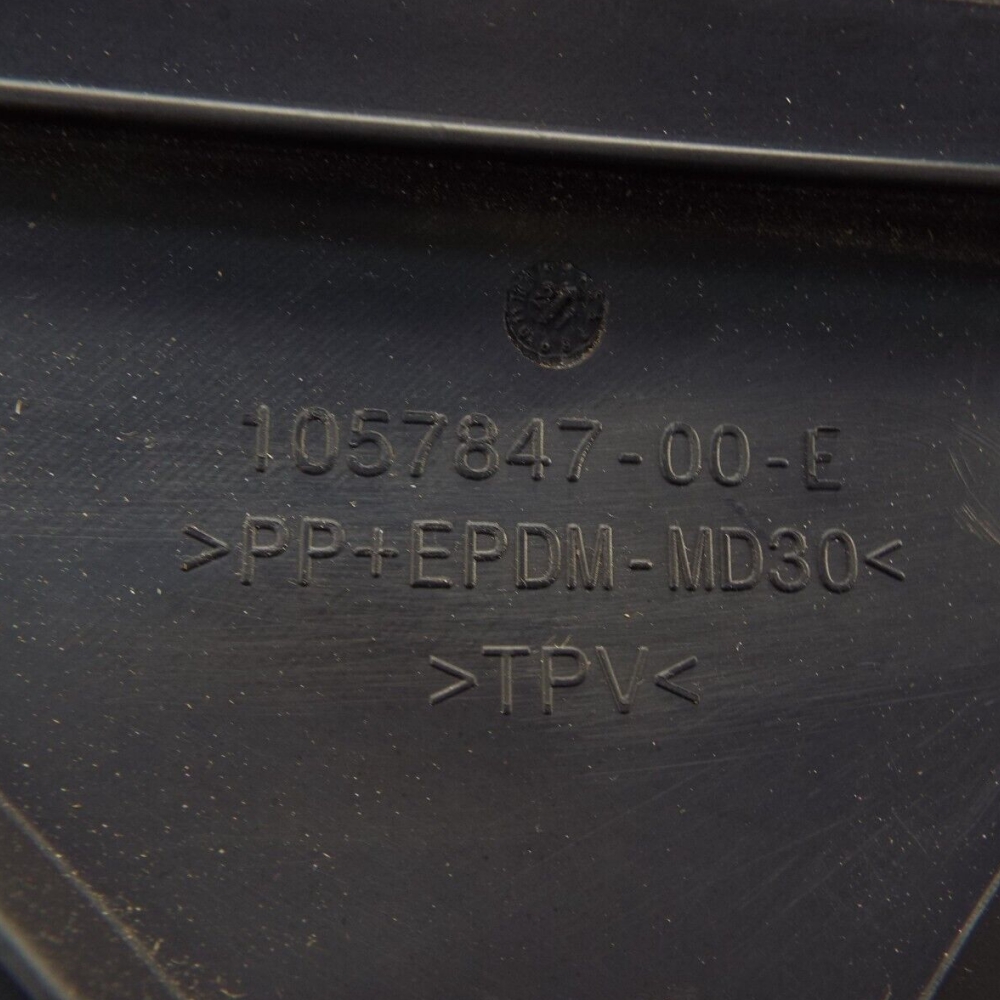 1057847-00-E
>PP+EPDM-MD30<
>TPV<